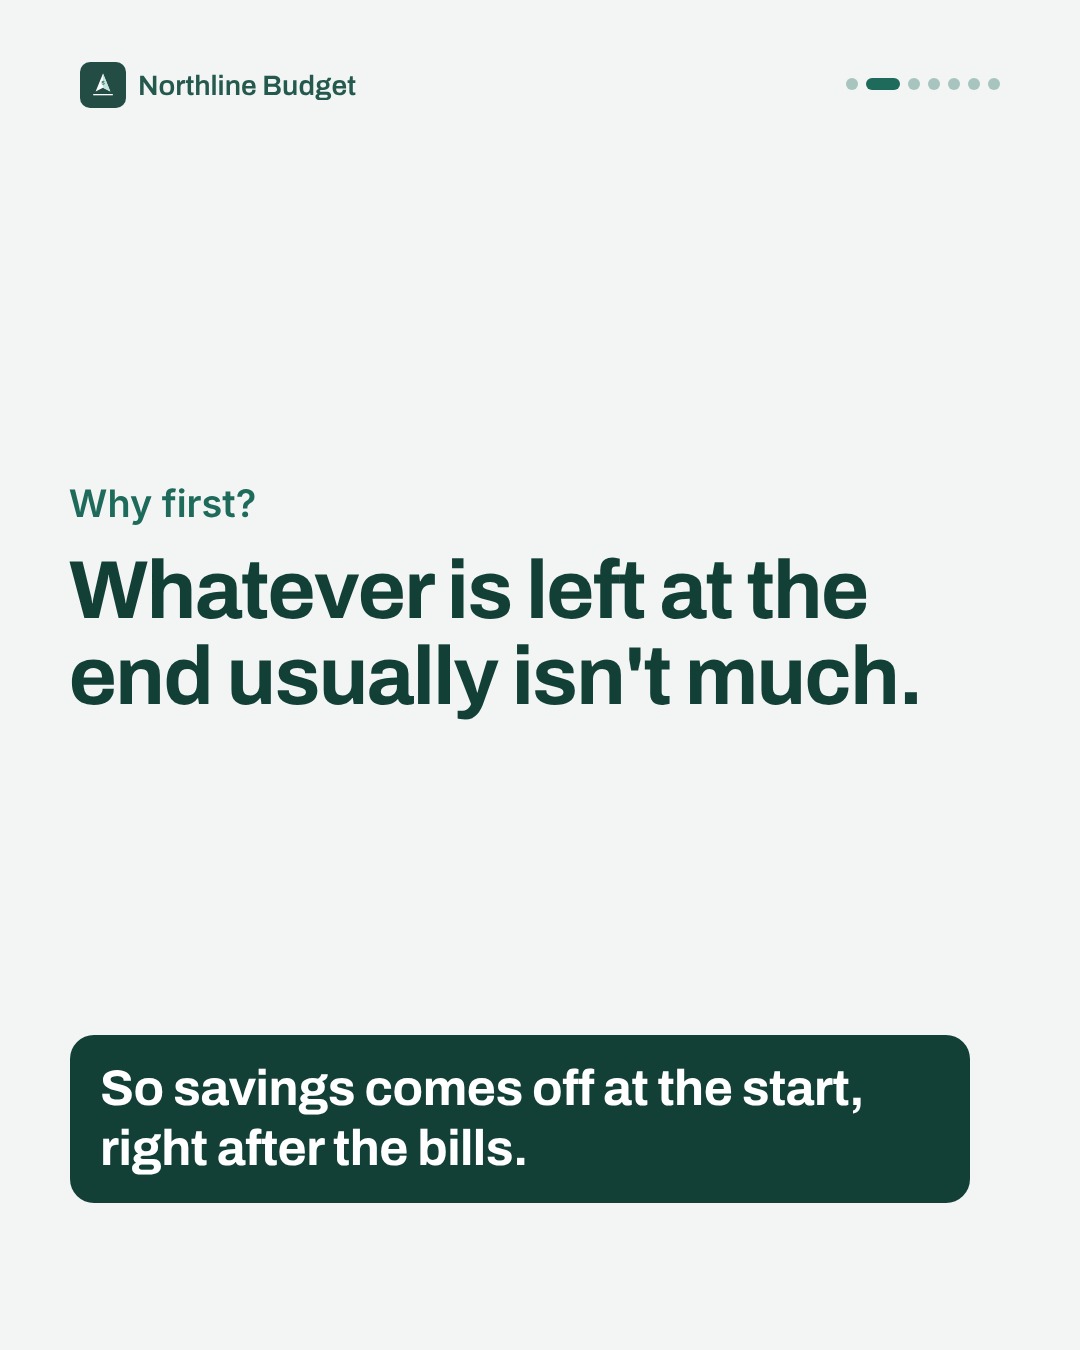 Northline Budget
Why first?
Whatever is left at the
end usually isn't much.
So savings comes off at the start,
right after the bills.